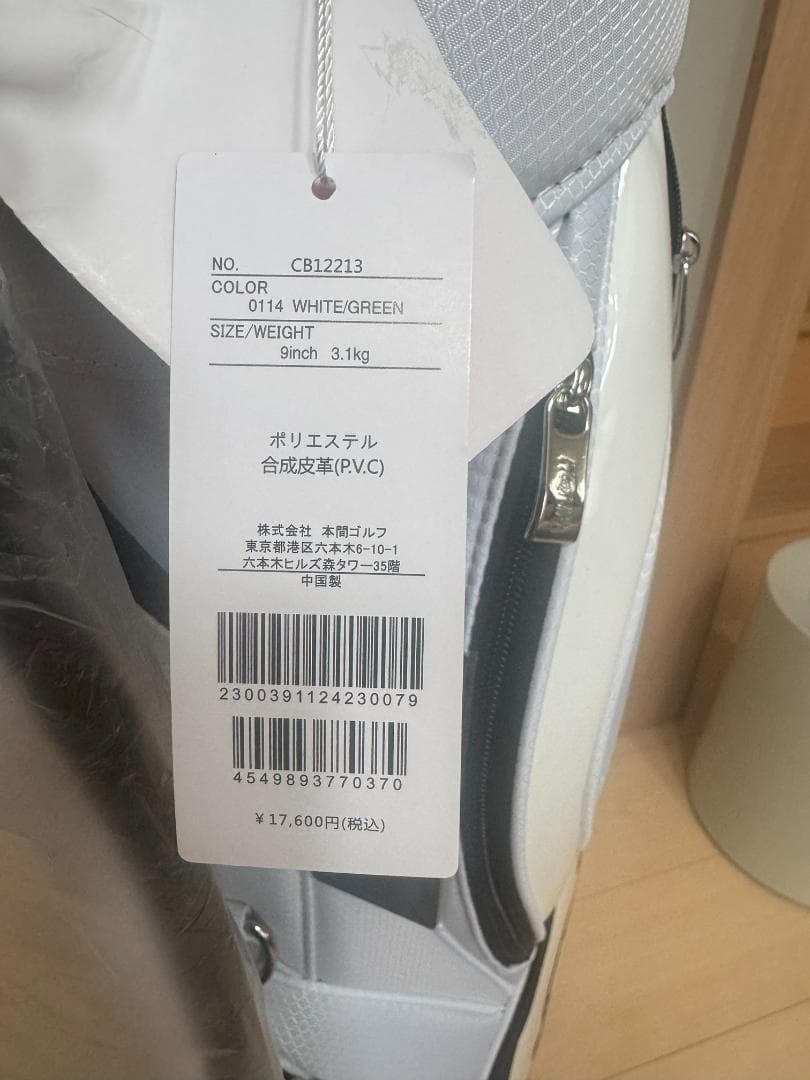 NO. CB12213
COLOR
0114 WHITE/GREEN
SIZE/WEIGHT
9inch 3.1kg
ポリエステル
合成皮革(P.V.C)
株式会社 本間ゴルフ
東京都港区六本木6-10-1
六本木ヒルズ森タワー35階
中国製
2300391124230079
4549893770370
¥17,600円(税込)